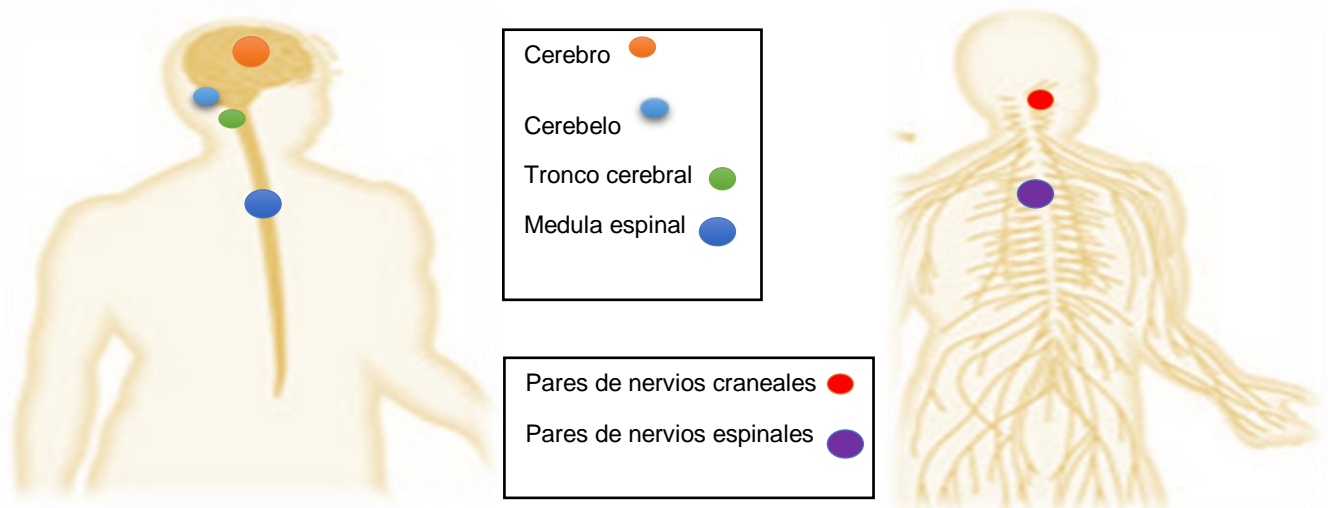 Cerebro
Cerebelo
Tronco cerebral
Medula espinal
Pares de nervios craneales
Pares de nervios espinales